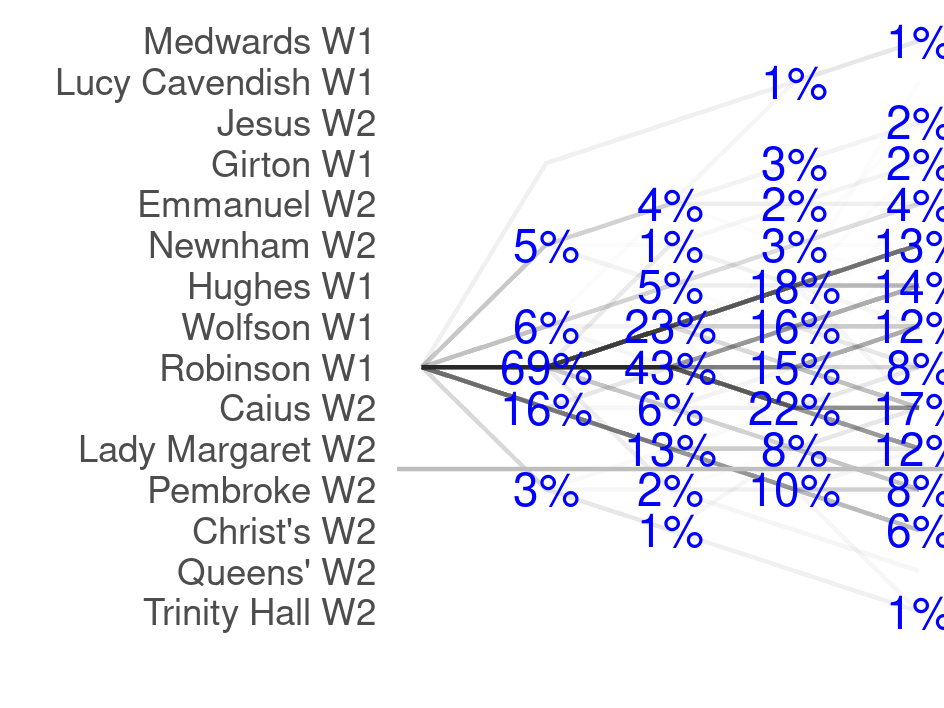 Medwards W1 1%
Lucy Cavendish W1 1%
Jesus W2 2%
Girton W1 3% 2%
Emmanuel W2 4% 2% 4%
Newnham W2 5% 1% 3% 13%
Hughes W1 5% 18% 14%
Wolfson W1 6% 23% 16% 12%
Robinson W1 69% 43% 15% 8%
Caius W2 16% 6% 22% 17%
Lady Margaret W2 13% 8% 12%
Pembroke W2 3% 2% 10% 8%
Christ's W2 1% 6%
Queens' W2
Trinity Hall W2 1%